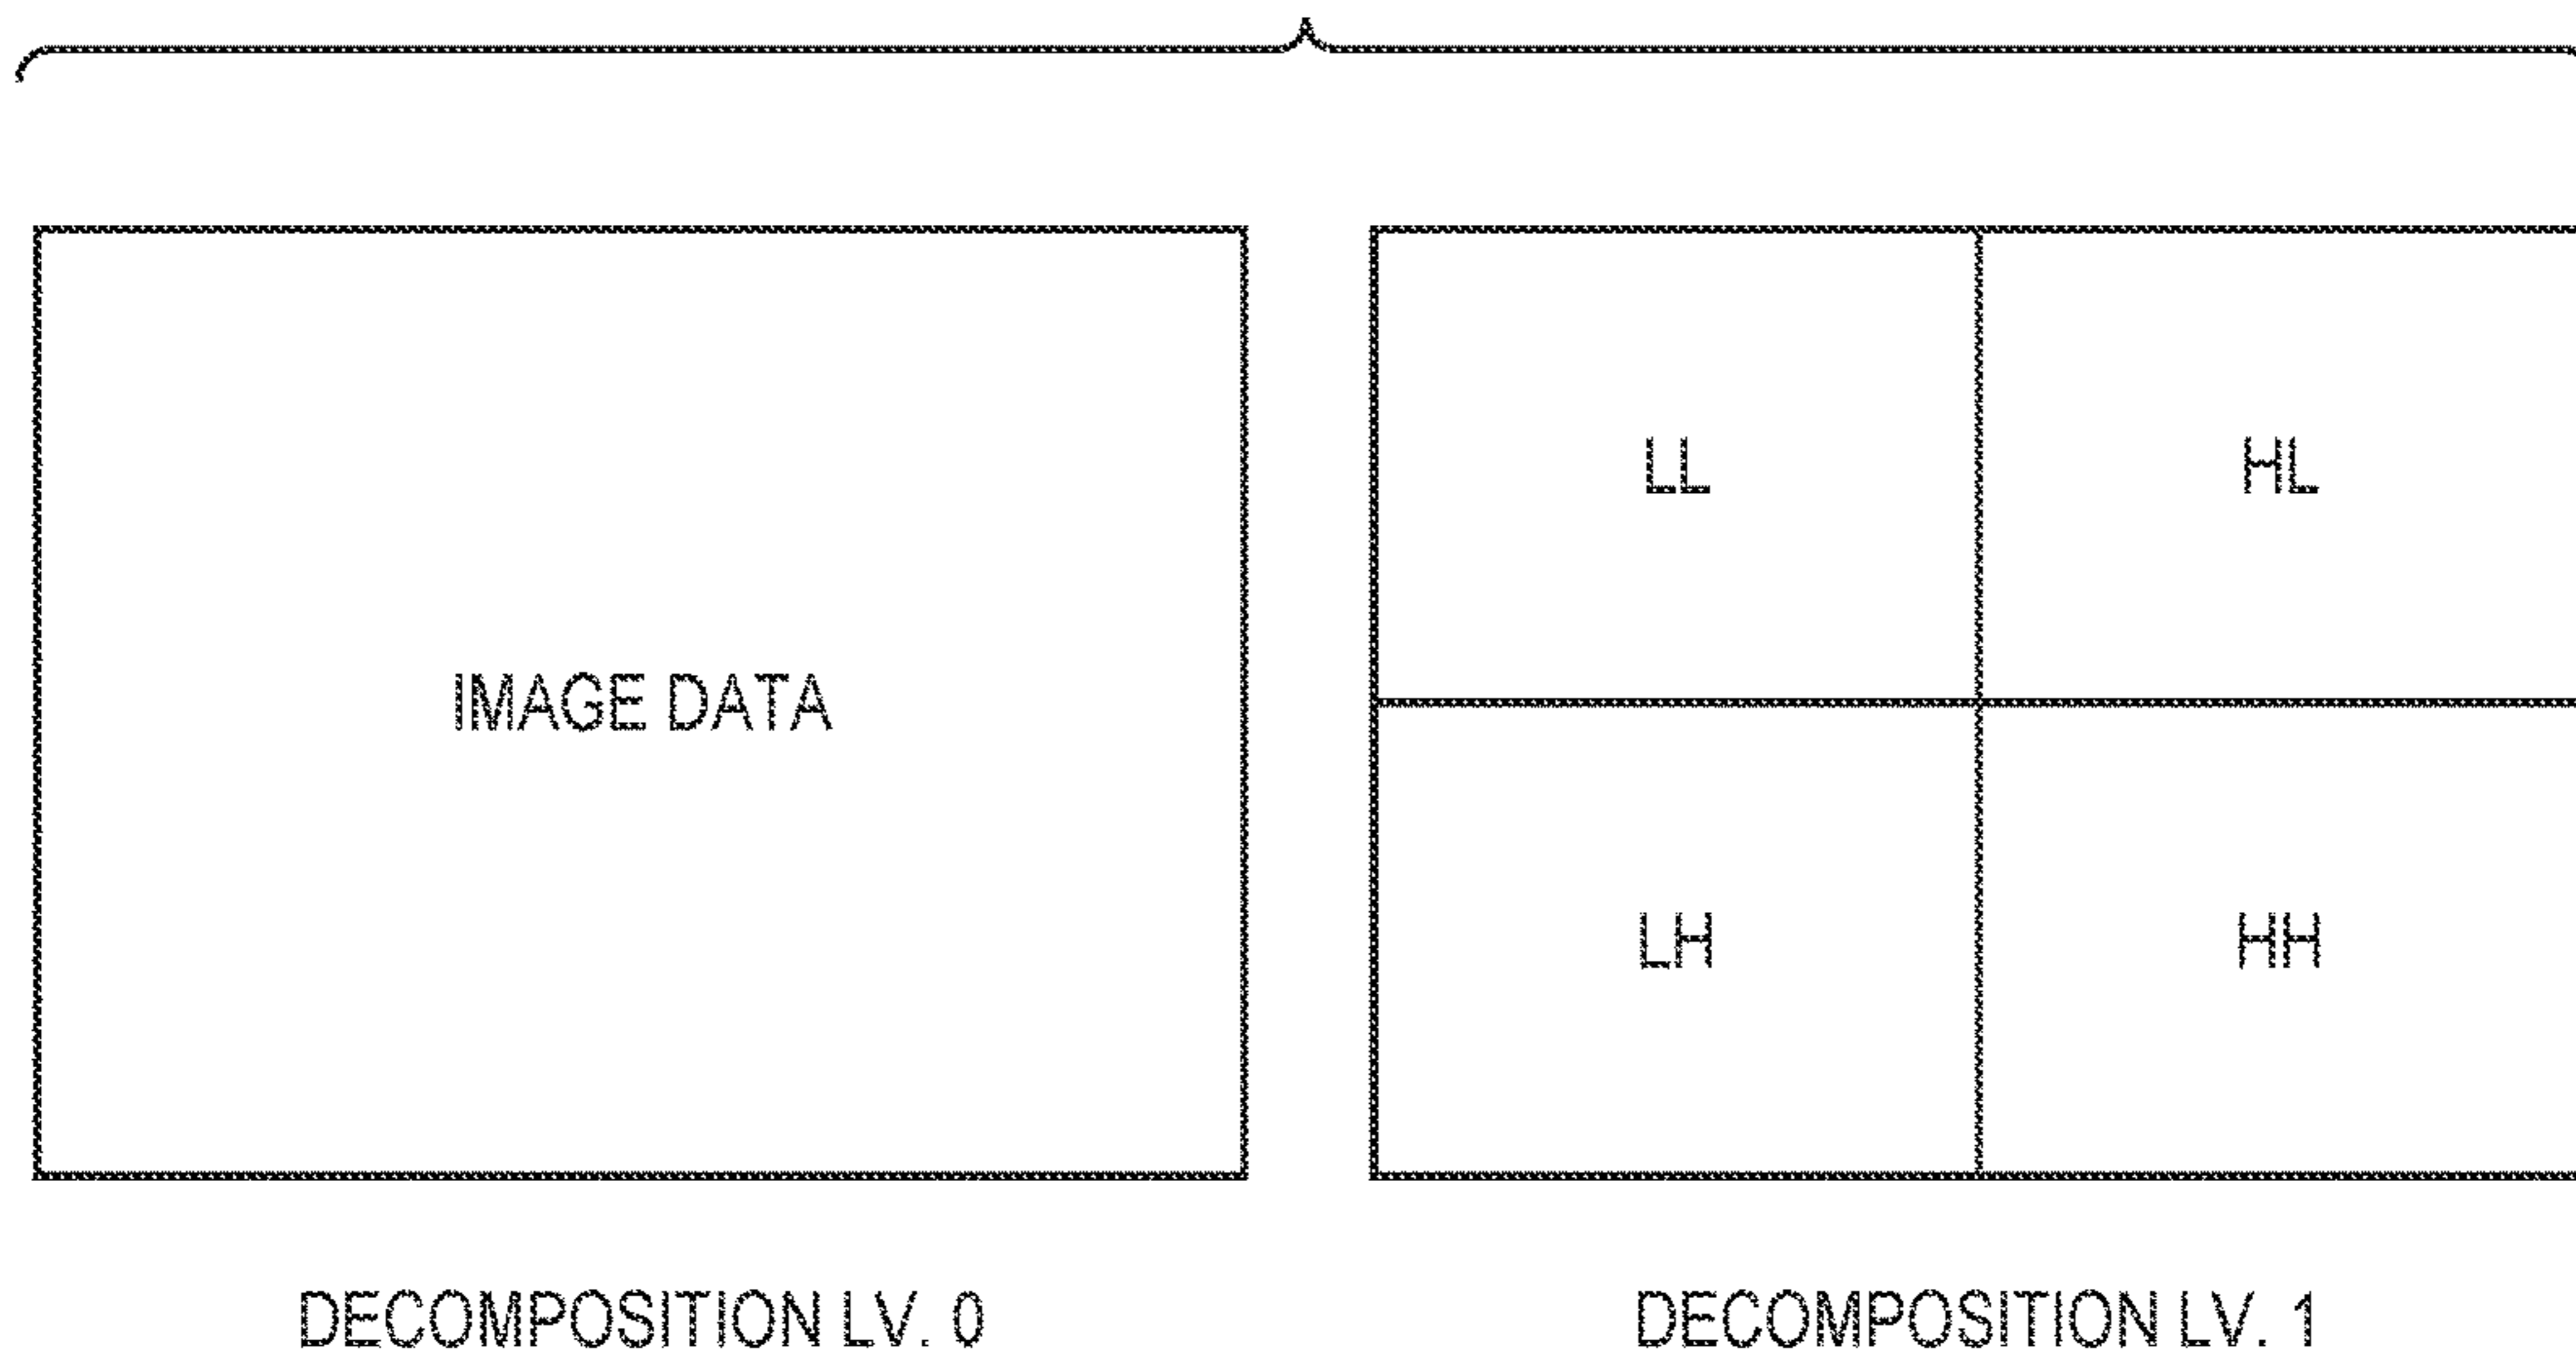 LL
HL
IMAGE DATA
LH
HH
DECOMPOSITION LV. 0
DECOMPOSITION LV. 1